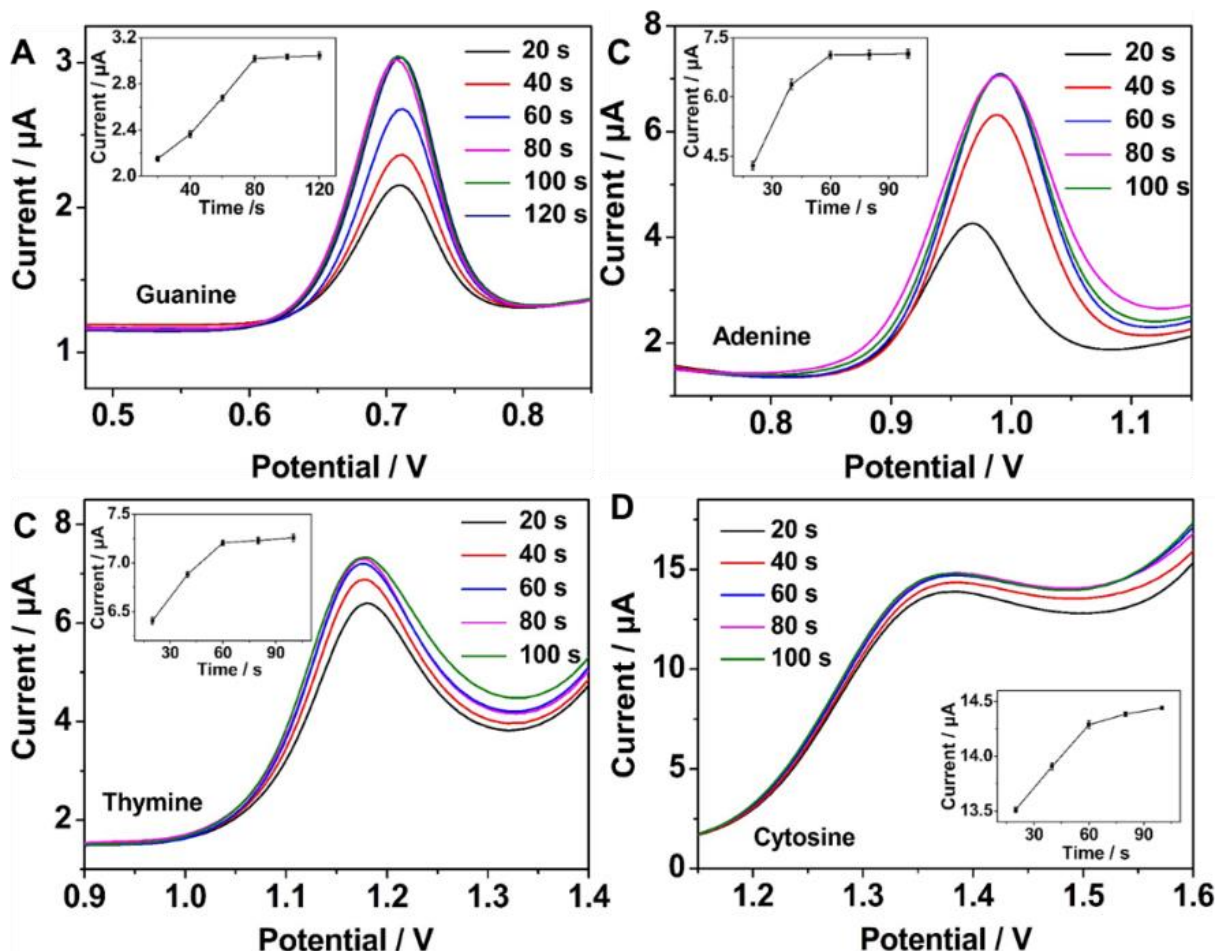 A
Current / µA
3
2
1
0.5
0.6
0.7
0.8
Potential / V
Guanine
20 s
40 s
60 s
80 s
100 s
120 s
Current / µA
3.2
2.8
2.4
2.0
40
80
120
Time /s
C
Current / µA
8
6
4
2
0.8
0.9
1.0
1.1
Potential / V
Adenine
20 s
40 s
60 s
80 s
100 s
Current / µA
7.5
6.0
4.5
30
60
90
Time / s
C
Current / µA
8
6
4
2
0.9
1.0
1.1
1.2
1.3
1.4
Potential / V
Thymine
20 s
40 s
60 s
80 s
100 s
Current / µA
7.5
7.0
6.5
30
60
90
Time / s
D
Current / µA
15
10
5
0
1.2
1.3
1.4
1.5
1.6
Potential / V
Cytosine
20 s
40 s
60 s
80 s
100 s
Current / µA
14.5
14.0
13.5
30
60
90
Time / s